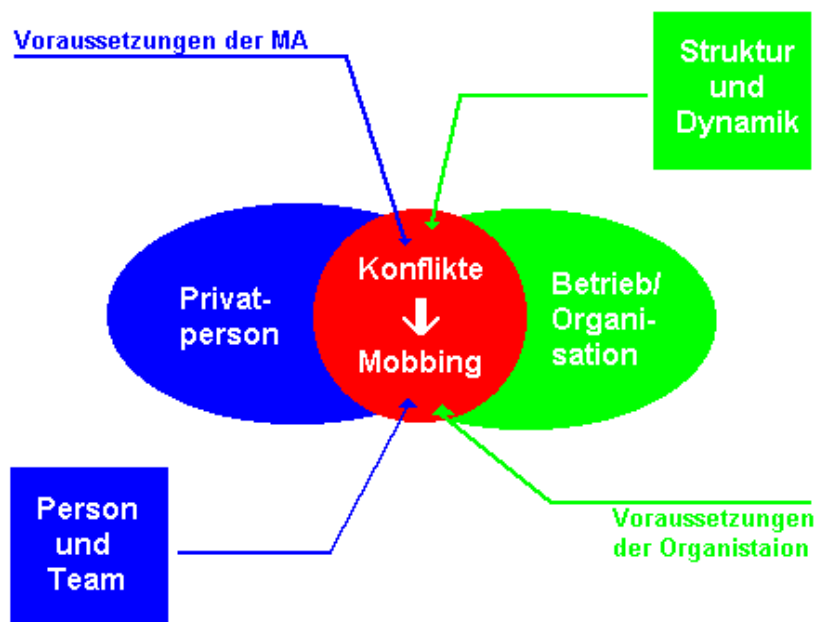 Voraussetzungen der MA
Struktur
und
Dynamik
Konflikte
Mobbing
Privat-
person
Betrieb/
Organi-
sation
Person
und
Team
Voraussetzungen
der Organistaion